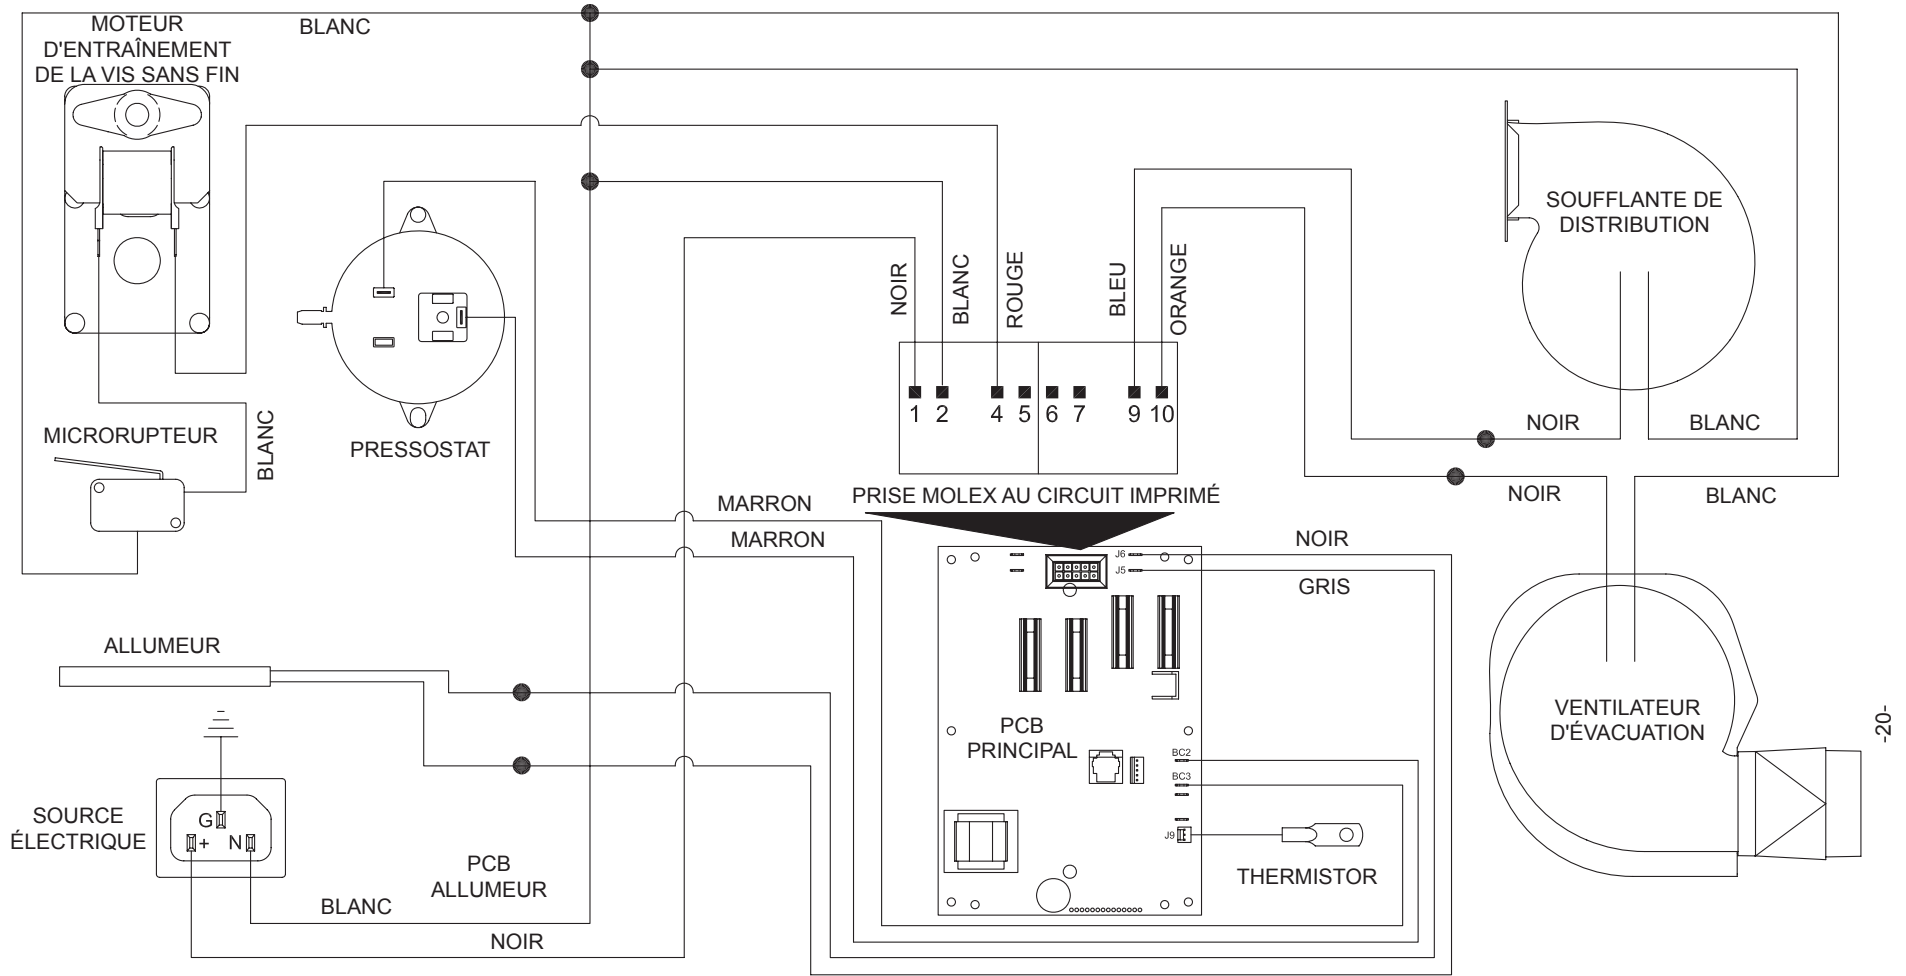 MOTEUR
D'ENTRAÎNEMENT
DE LA VIS SANS FIN
BLANC
SOUFFLANTE DE
DISTRIBUTION
NOIR
BLANC
ROUGE
BLEU
ORANGE
1 2 4 5 6 7 9 10
MICRORUPTEUR
BLANC
PRESSOSTAT
NOIR
BLANC
NOIR
BLANC
PRISE MOLEX AU CIRCUIT IMPRIMÉ
MARRON
MARRON
J6
J5
NOIR
GRIS
ALLUMEUR
PCB
PRINCIPAL
BC2
BC3
J9
VENTILATEUR
D'ÉVACUATION
-20-
SOURCE
ÉLECTRIQUE
G
+ N
PCB
ALLUMEUR
THERMISTOR
BLANC
NOIR